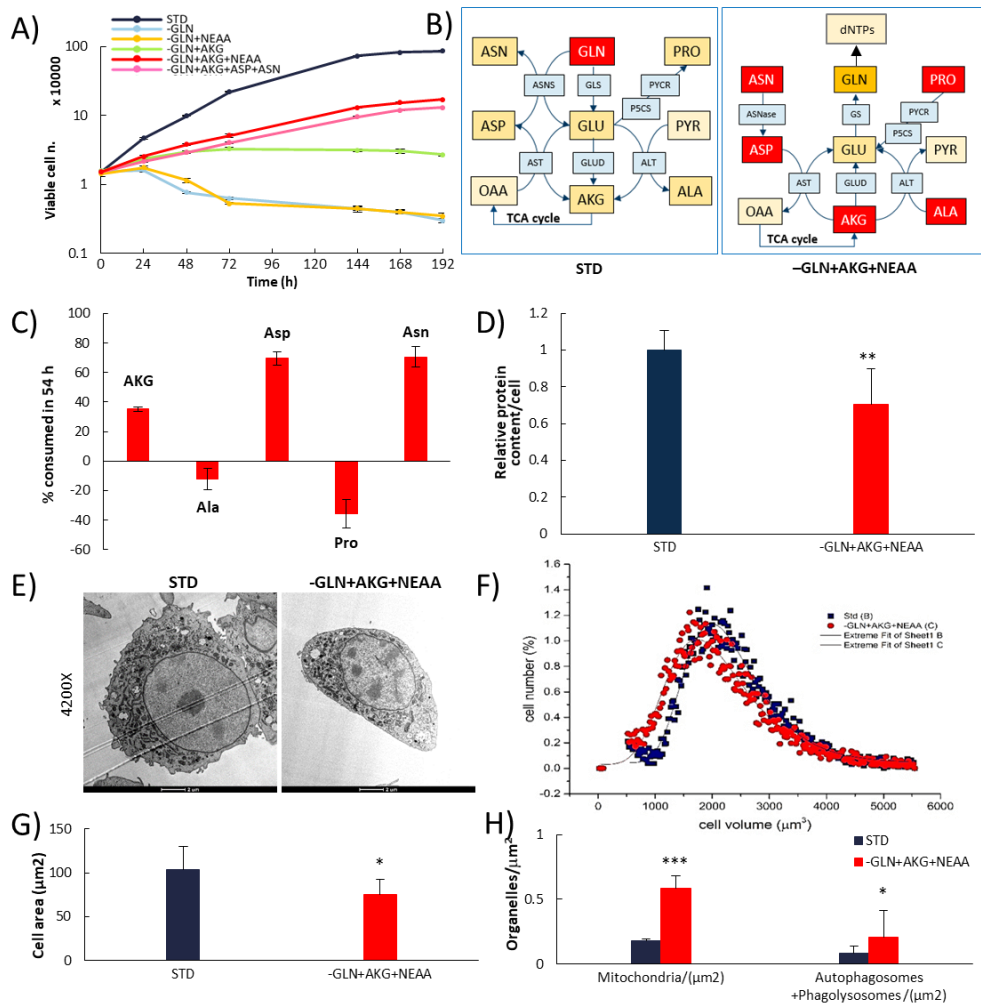 A)
STD
-GLN
-GLN+NEAA
-GLN+AKG
-GLN+AKG+NEAA
-GLN+AKG+ASP+ASN
x 10000
Viable cell n.
100
10
1
0.1
0 24 48 72 96 120 144 168 192
Time (h)
B)
ASN GLN PRO
ASNS GLS PYCR
P5CS
ASP GLU PYR
AST GLUD ALT
OAA AKG ALA
TCA cycle
STD
dNTPs
ASN GLN PRO
ASNase GS PYCR
P5CS
ASP GLU PYR
AST GLUD ALT
OAA AKG ALA
TCA cycle
–GLN+AKG+NEAA
C)
% consumed in 54 h
100
80
60
40
20
0
-20
-40
-60
AKG
Ala
Asp
Pro
Asn
D)
Relative protein
content/cell
1.2
1
0.8
0.6
0.4
0.2
0
**
STD -GLN+AKG+NEAA
E)
STD -GLN+AKG+NEAA
4200X
2 µm
2 µm
F)
cell number (%)
1.6
1.4
1.2
1.0
0.8
0.6
0.4
0.2
0.0
-0.2
Std (B)
-GLN+AKG+NEAA (C)
Extreme Fit of Sheet1 B
Extreme Fit of Sheet1 C
0 1000 2000 3000 4000 5000 6000
cell volume (µm³)
G)
Cell area (µm2)
150
100
50
0
*
STD -GLN+AKG+NEAA
H)
Organelles/µm²
1
0.5
0
STD
-GLN+AKG+NEAA
***
*
Mitochondria/(µm2) Autophagosomes
+Phagolysosomes/(µm2)